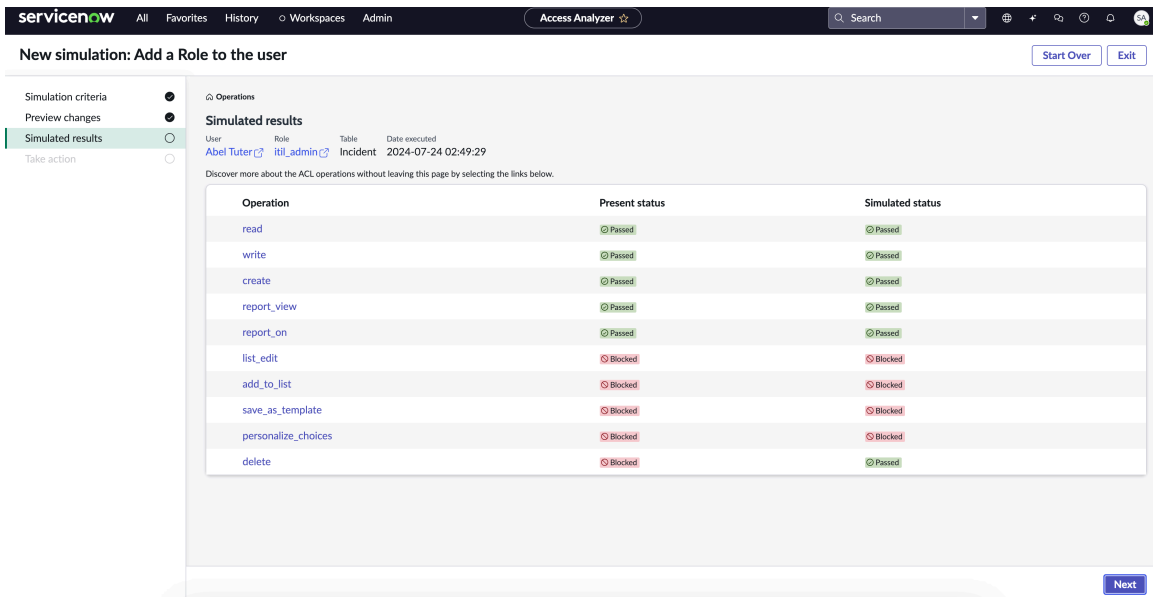 servicenow All Favorites History Workspaces Admin Access Analyzer Search SA
New simulation: Add a Role to the user Start Over Exit
Simulation criteria
Preview changes
Simulated results
Take action
Operations
Simulated results
User Role Table Date executed
Abel Tuter itil_admin Incident 2024-07-24 02:49:29
Discover more about the ACL operations without leaving this page by selecting the links below.
Operation Present status Simulated status
read Passed Passed
write Passed Passed
create Passed Passed
report_view Passed Passed
report_on Passed Passed
list_edit Blocked Blocked
add_to_list Blocked Blocked
save_as_template Blocked Blocked
personalize_choices Blocked Blocked
delete Blocked Passed
Next